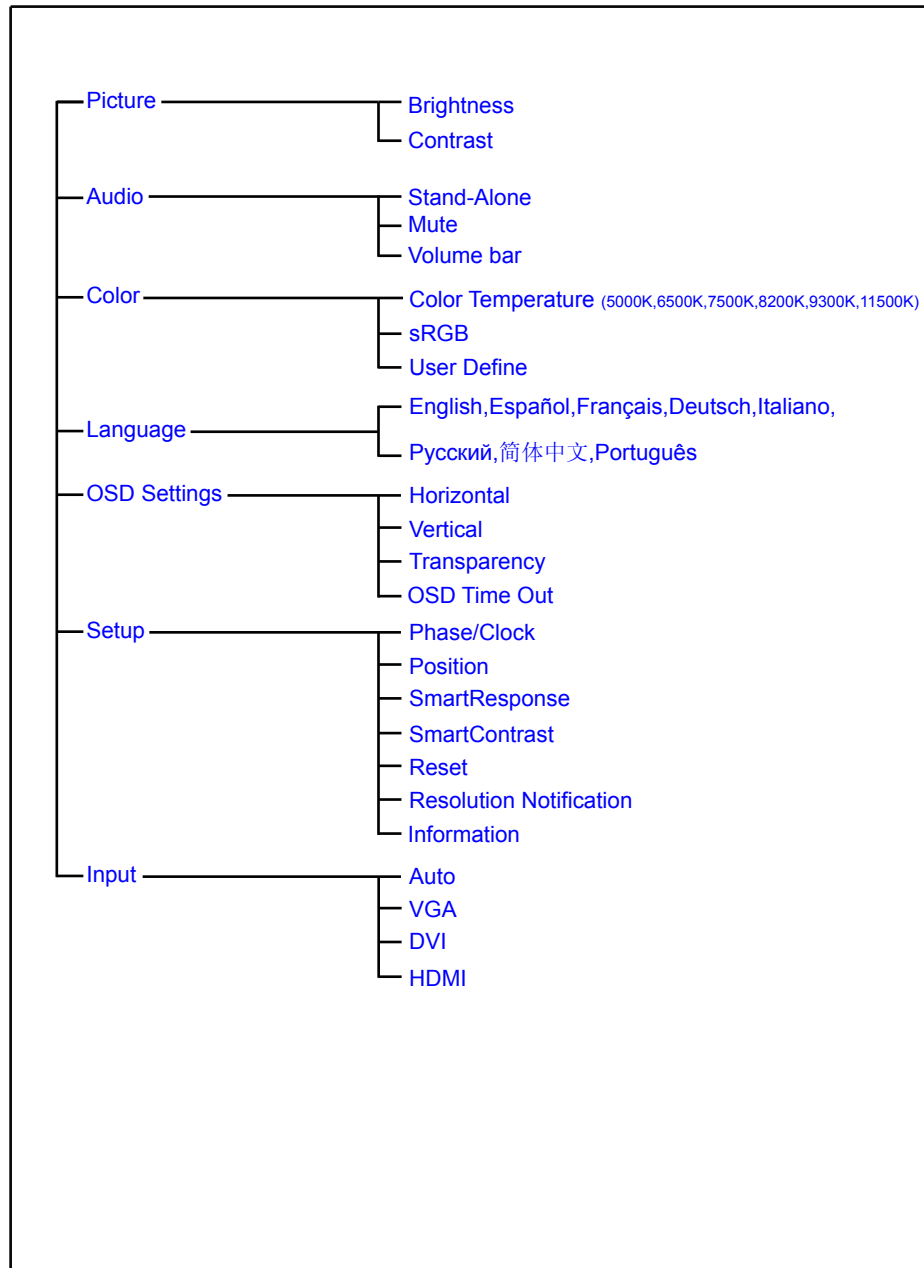 Picture
Brightness
Contrast
Audio
Stand-Alone
Mute
Volume bar
Color
Color Temperature (5000K,6500K,7500K,8200K,9300K,11500K)
sRGB
User Define
Language
English,Español,Français,Deutsch,Italiano,
Русский,简体中文,Português
OSD Settings
Horizontal
Vertical
Transparency
OSD Time Out
Setup
Phase/Clock
Position
SmartResponse
SmartContrast
Reset
Resolution Notification
Information
Input
Auto
VGA
DVI
HDMI